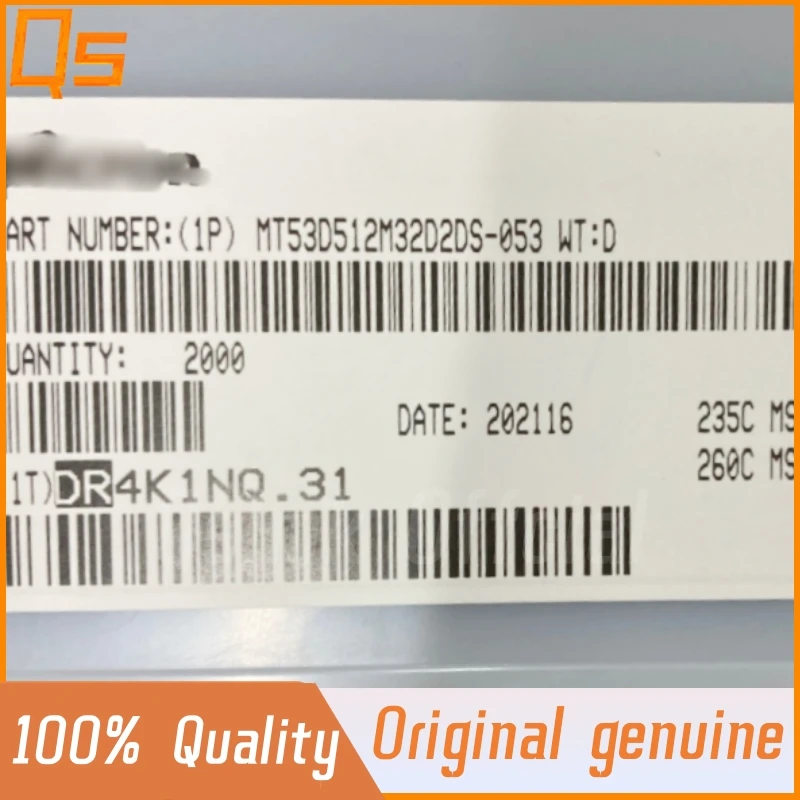 Qs
ART NUMBER:(1P) MT53D512M32D2DS-053 WT:D
UANTITY: 2000
DATE: 202116
235C MS
260C MS
1T)DR4K1NQ.31
100% Quality
Original genuine